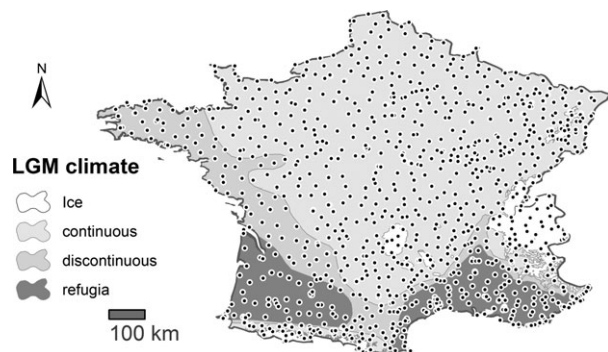 N
LGM climate
Ice
continuous
discontinuous
refugia
100 km